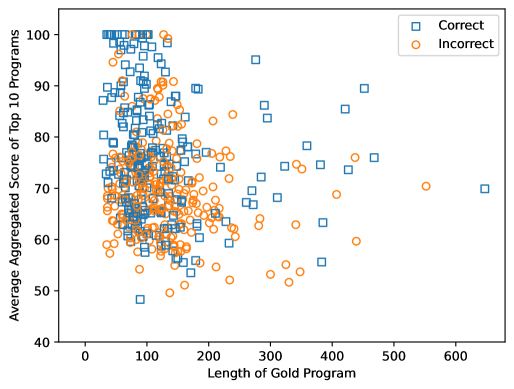 Correct
Incorrect
100
90
80
70
60
50
40
Average Aggregated Score of Top 10 Programs
0 100 200 300 400 500 600
Length of Gold Program